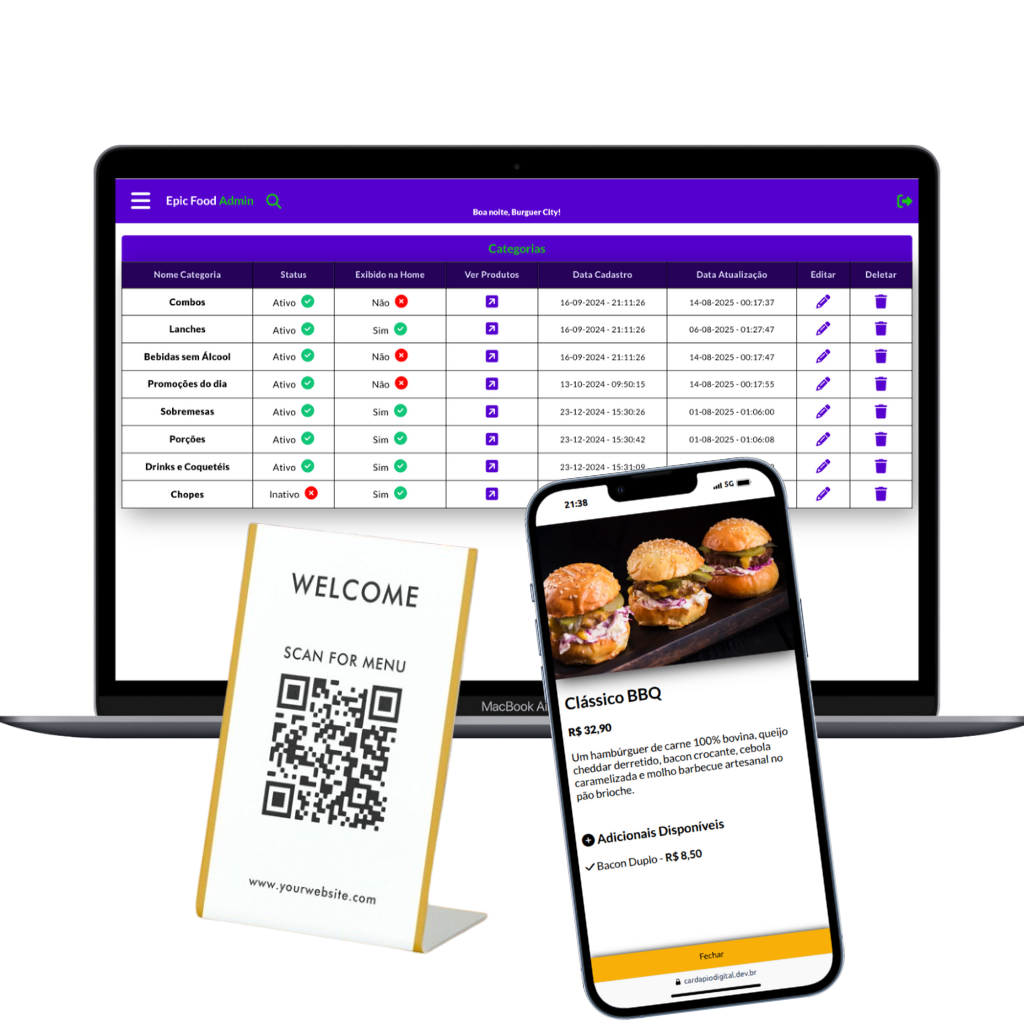 Epic Food Admin
Boa noite, Burguer City!
Categorias
Nome Categoria Status Exibido na Home Ver Produtos Data Cadastro Data Atualização Editar Deletar
Combos Ativo Não 16-09-2024 - 21:11:26 14-08-2025 - 00:17:37
Lanches Ativo Sim 16-09-2024 - 21:11:26 06-08-2025 - 01:27:47
Bebidas sem Álcool Ativo Não 16-09-2024 - 21:11:26 14-08-2025 - 00:17:47
Promoções do dia Ativo Não 13-10-2024 - 09:50:15 14-08-2025 - 00:17:55
Sobremesas Ativo Sim 23-12-2024 - 15:30:26 01-08-2025 - 01:06:00
Porções Ativo Sim 23-12-2024 - 15:30:42 01-08-2025 - 01:06:08
Drinks e Coquetéis Ativo Sim 23-12-2024 - 15:31:09
Chopes Inativo Sim
MacBook Ai
WELCOME
SCAN FOR MENU
www.yourwebsite.com
21:38 5G
Clássico BBQ
R$ 32,90
Um hambúrguer de carne 100% bovina, queijo
cheddar derretido, bacon crocante, cebola
caramelizada e molho barbecue artesanal no
pão brioche.
Adicionais Disponíveis
Bacon Duplo - R$ 8,50
Fechar
cardapiodigital.dev.br